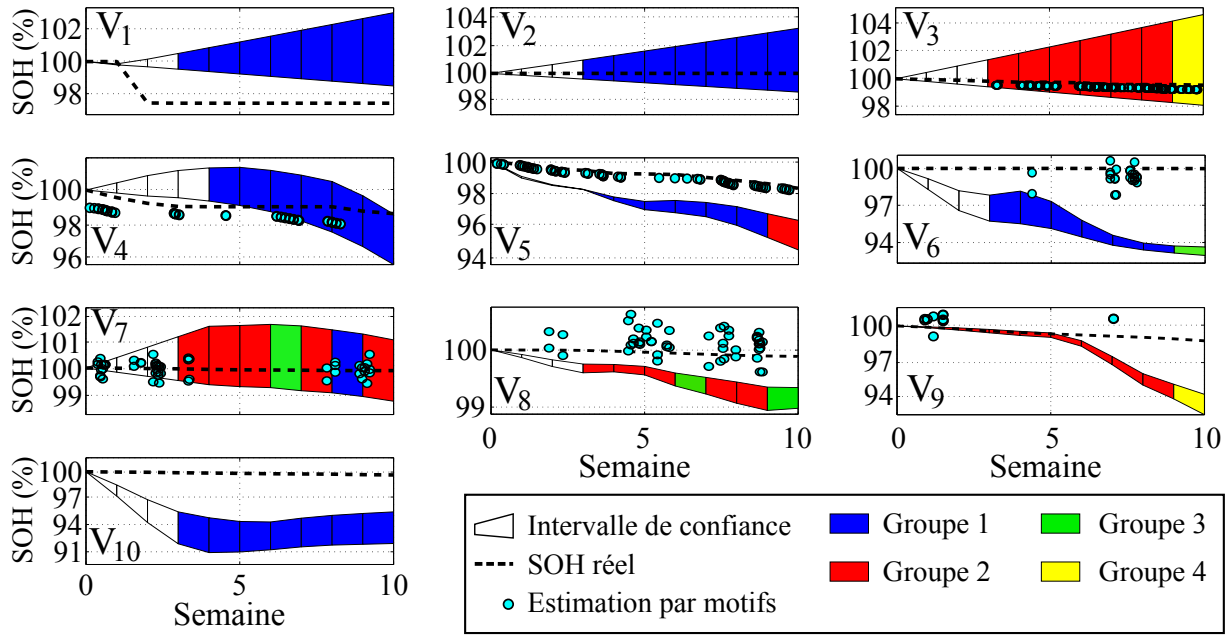 SOH (%)
102
100
98
V1
104
102
100
98
V2
104
102
100
98
V3
SOH (%)
100
98
96
V4
100
98
96
94
V5
100
97
94
V6
SOH (%)
102
101
100
99
V7
100
99
0
5
10
Semaine
V8
100
97
94
0
5
10
Semaine
V9
SOH (%)
100
97
94
91
0
5
10
Semaine
V10
Intervalle de confiance
SOH réel
Estimation par motifs
Groupe 1
Groupe 2
Groupe 3
Groupe 4